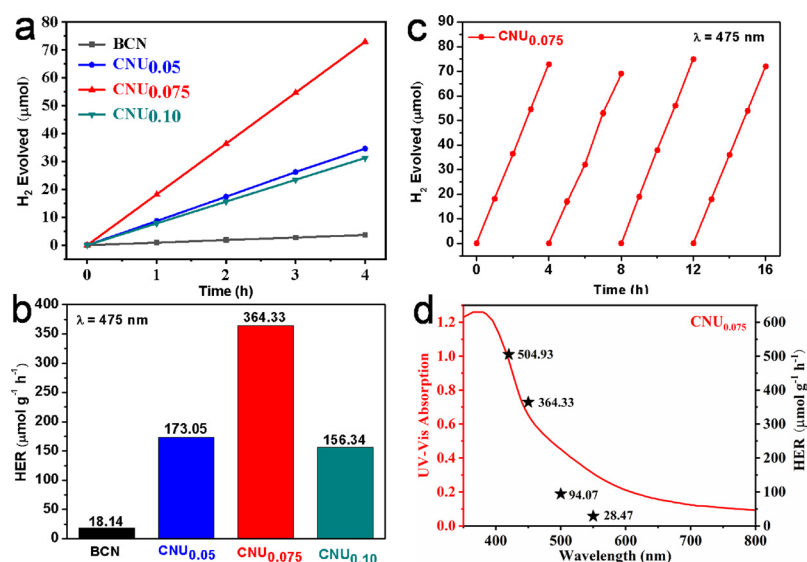 a
80
70
60
50
40
30
20
10
0
H2 Evolved (μmol)
BCN
CNU0.05
CNU0.075
CNU0.10
0 1 2 3 4
Time (h)
c
90
80
70
60
50
40
30
20
10
0
H2 Evolved (μmol)
CNU0.075
λ = 475 nm
0 4 8 12 16
Time (h)
b
400
350
300
250
200
150
100
50
0
HER
(μmol g-1 h-1)
λ = 475 nm
18.14
173.05
364.33
156.34
BCN CNU0.05 CNU0.075 CNU0.10
d
1.2
1.0
0.8
0.6
0.4
0.2
0.0
UV-Vis Absorption
CNU0.075
504.93
364.33
94.07
28.47
600
500
400
300
200
100
0
HER (μmol g-1 h-1)
400 500 600 700 800
Wavelength (nm)